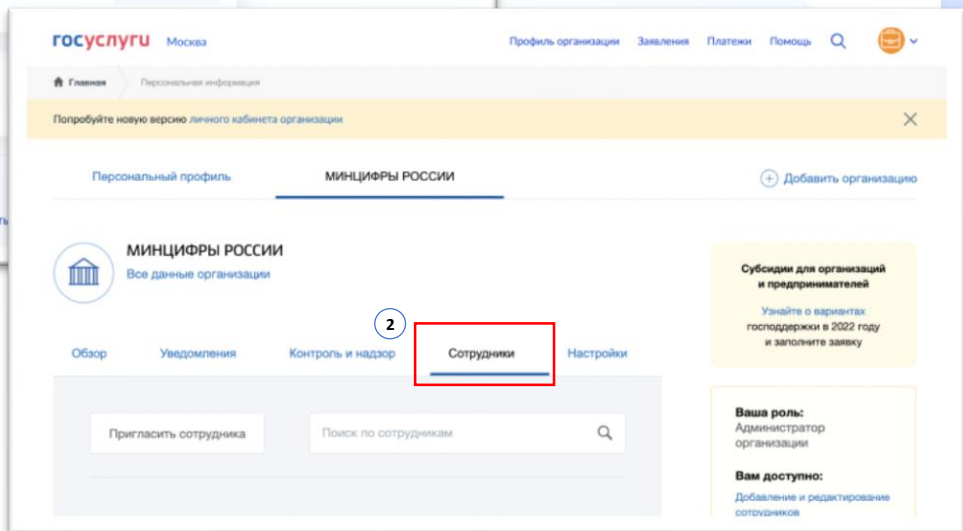 госуслуги Москва Профиль организации Заявления Платежи Помощь
Главная Персональная информация
Попробуйте новую версию личного кабинета организации
Персональный профиль МИНЦИФРЫ РОССИИ Добавить организацию
МИНЦИФРЫ РОССИИ
Все данные организации
Субсидии для организаций
и предпринимателей
Узнайте о вариантах
господдержки в 2022 году
и заполните заявку
2
Обзор Уведомления Контроль и надзор Сотрудники Настройки
Пригласить сотрудника Поиск по сотрудникам
Ваша роль:
Администратор
организации
Вам доступно:
Добавление и редактирование
сотрудников